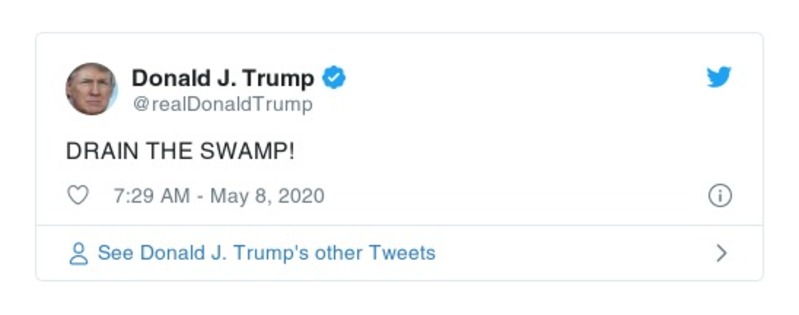 Donald J. Trump
@realDonaldTrump
DRAIN THE SWAMP!
7:29 AM - May 8, 2020
See Donald J. Trump's other Tweets